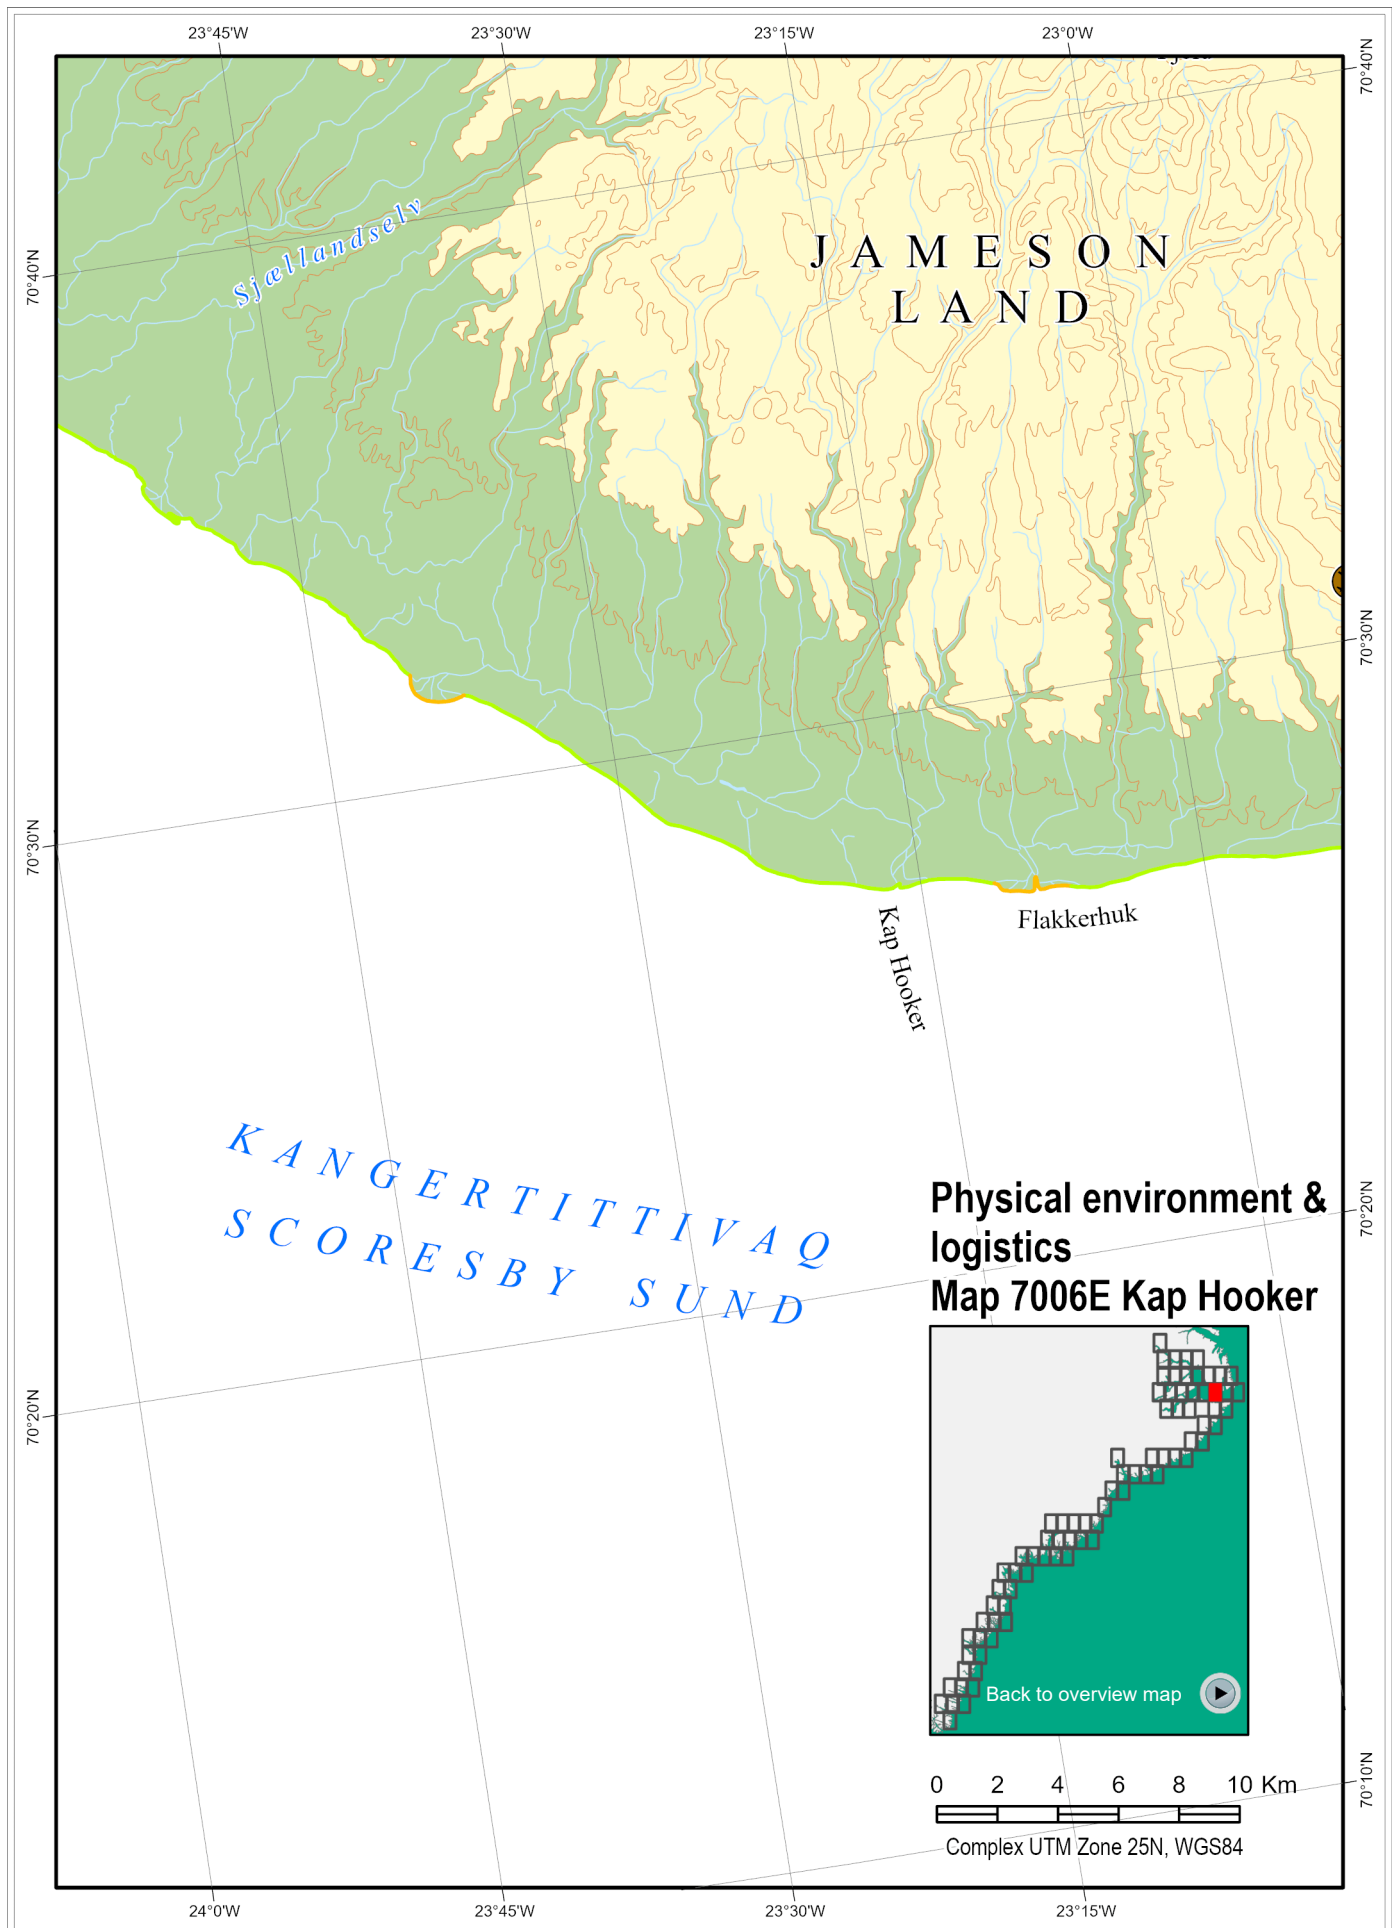 23°45'W 23°30'W 23°15'W 23°0'W
70°40'N
70°40'N
Sjællandselv
JAMESON
LAND
70°30'N
70°30'N
Kap Hooker
Flakkerhuk
KANGERTITTIVAQ
SCORESBY SUND
70°20'N
70°20'N
Physical environment &
logistics
Map 7006E Kap Hooker
Back to overview map
0 2 4 6 8 10 Km
Complex UTM Zone 25N, WGS84
70°10'N
24°0'W 23°45'W 23°30'W 23°15'W